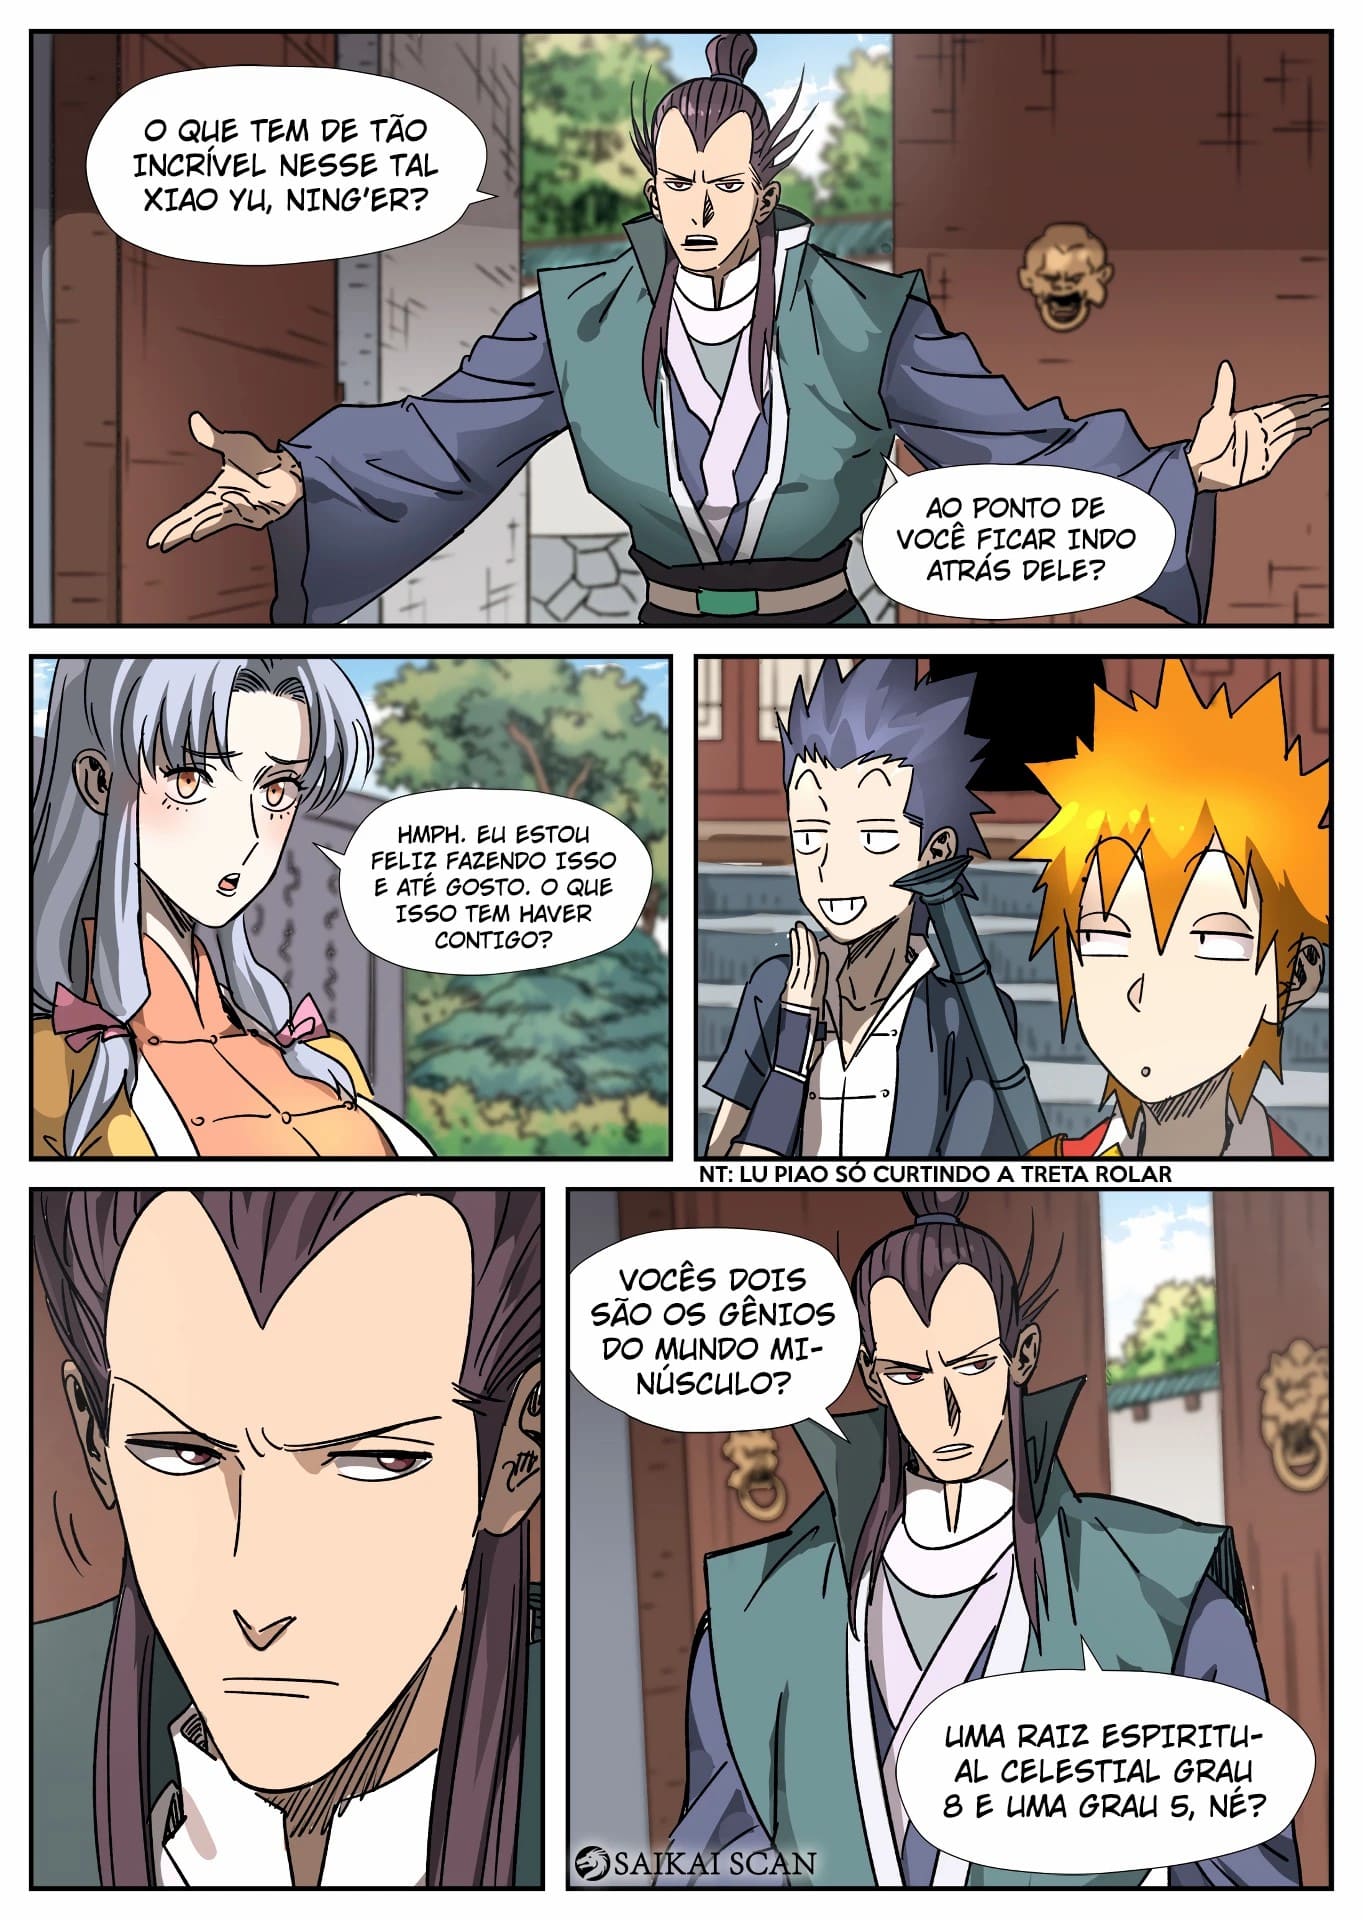 O QUE TEM DE TÃO
INCRÍVEL NESSE TAL
XIAO YU, NING'ER?
AO PONTO DE
VOCÊ FICAR INDO
ATRÁS DELE?
HMPH. EU ESTOU
FELIZ FAZENDO ISSO
E ATÉ GOSTO. O QUE
ISSO TEM HAVER
CONTIGO?
NT: LU PIAO SÓ CURTINDO A TRETA ROLAR
VOCÊS DOIS
SÃO OS GÊNIOS
DO MUNDO MI-
NÚSCULO?
UMA RAIZ ESPIRITU-
AL CELESTIAL GRAU
8 E UMA GRAU 5, NÉ?
SAIKAI SCAN